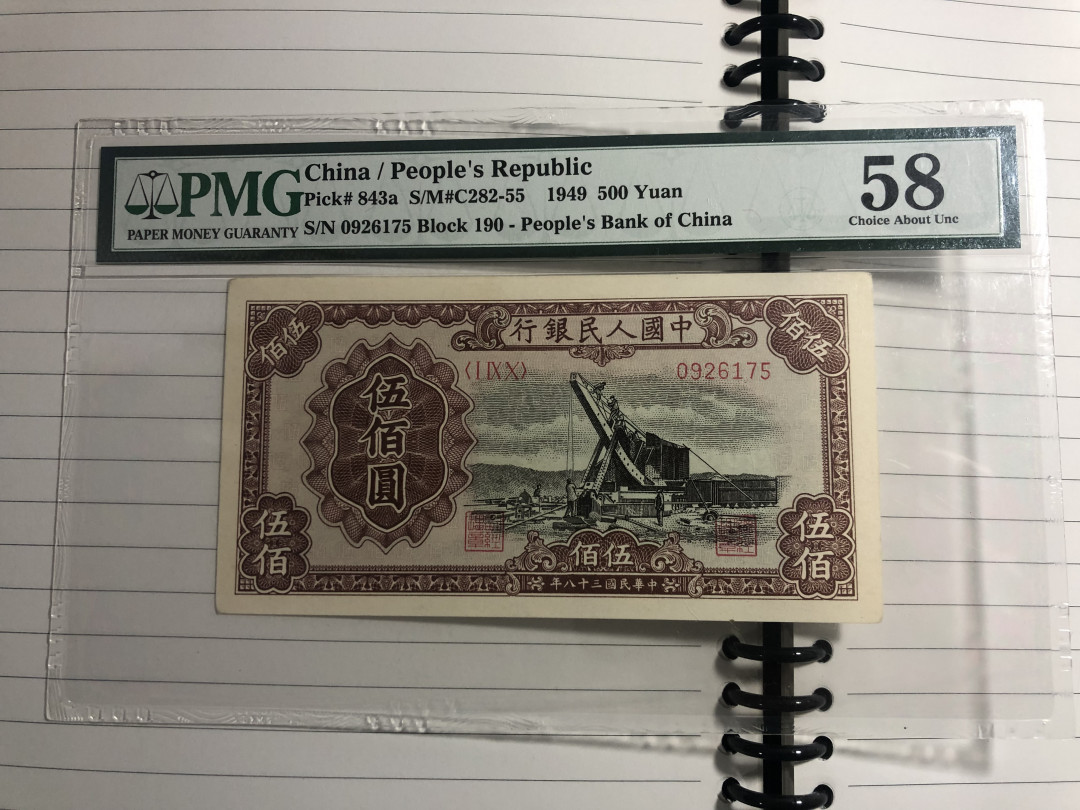 PMG
PAPER MONEY GUARANTY
China / People's Republic
Pick# 843a S/M#C282-55 1949 500 Yuan
S/N 0926175 Block 190 - People's Bank of China
58
Choice About Unc
中國人民銀行
伍佰
伍佰
〈I IX X〉
0926175
伍佰圓
伍佰
伍佰
伍佰
中華民國三十八年